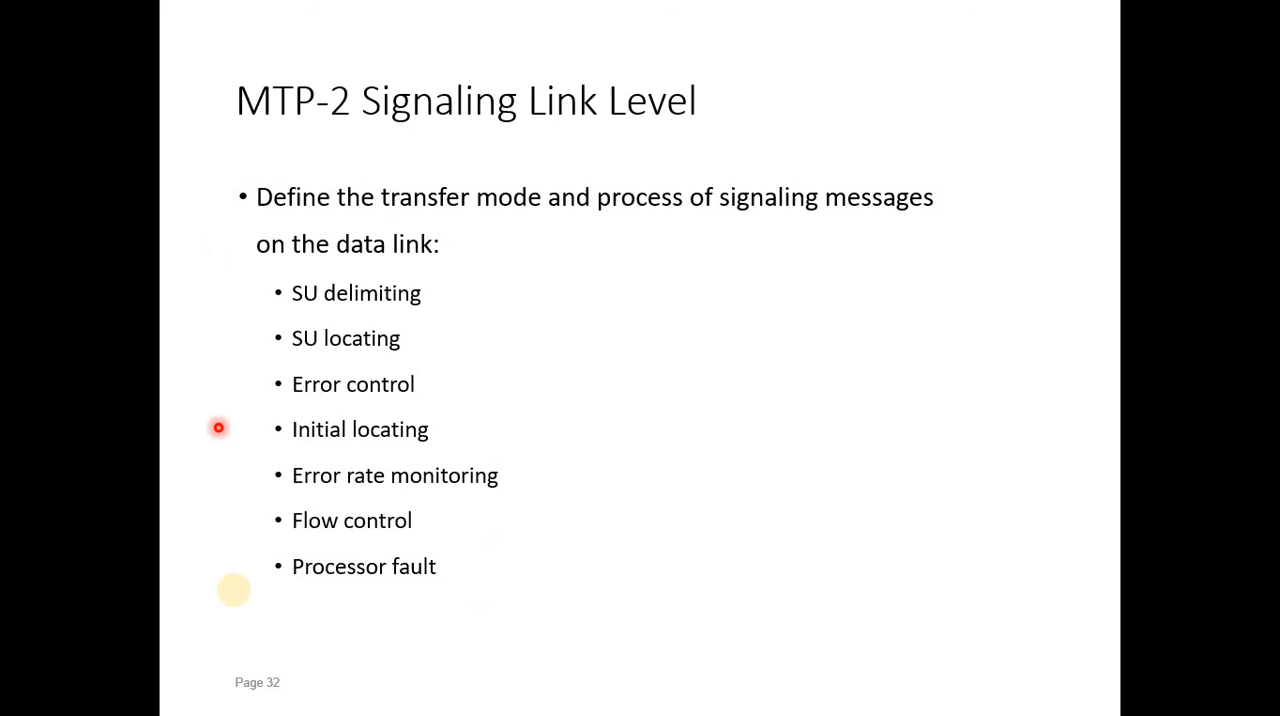 MTP-2 Signaling Link Level
• Define the transfer mode and process of signaling messages
on the data link:
• SU delimiting
• SU locating
• Error control
• Initial locating
• Error rate monitoring
• Flow control
• Processor fault
Page 32